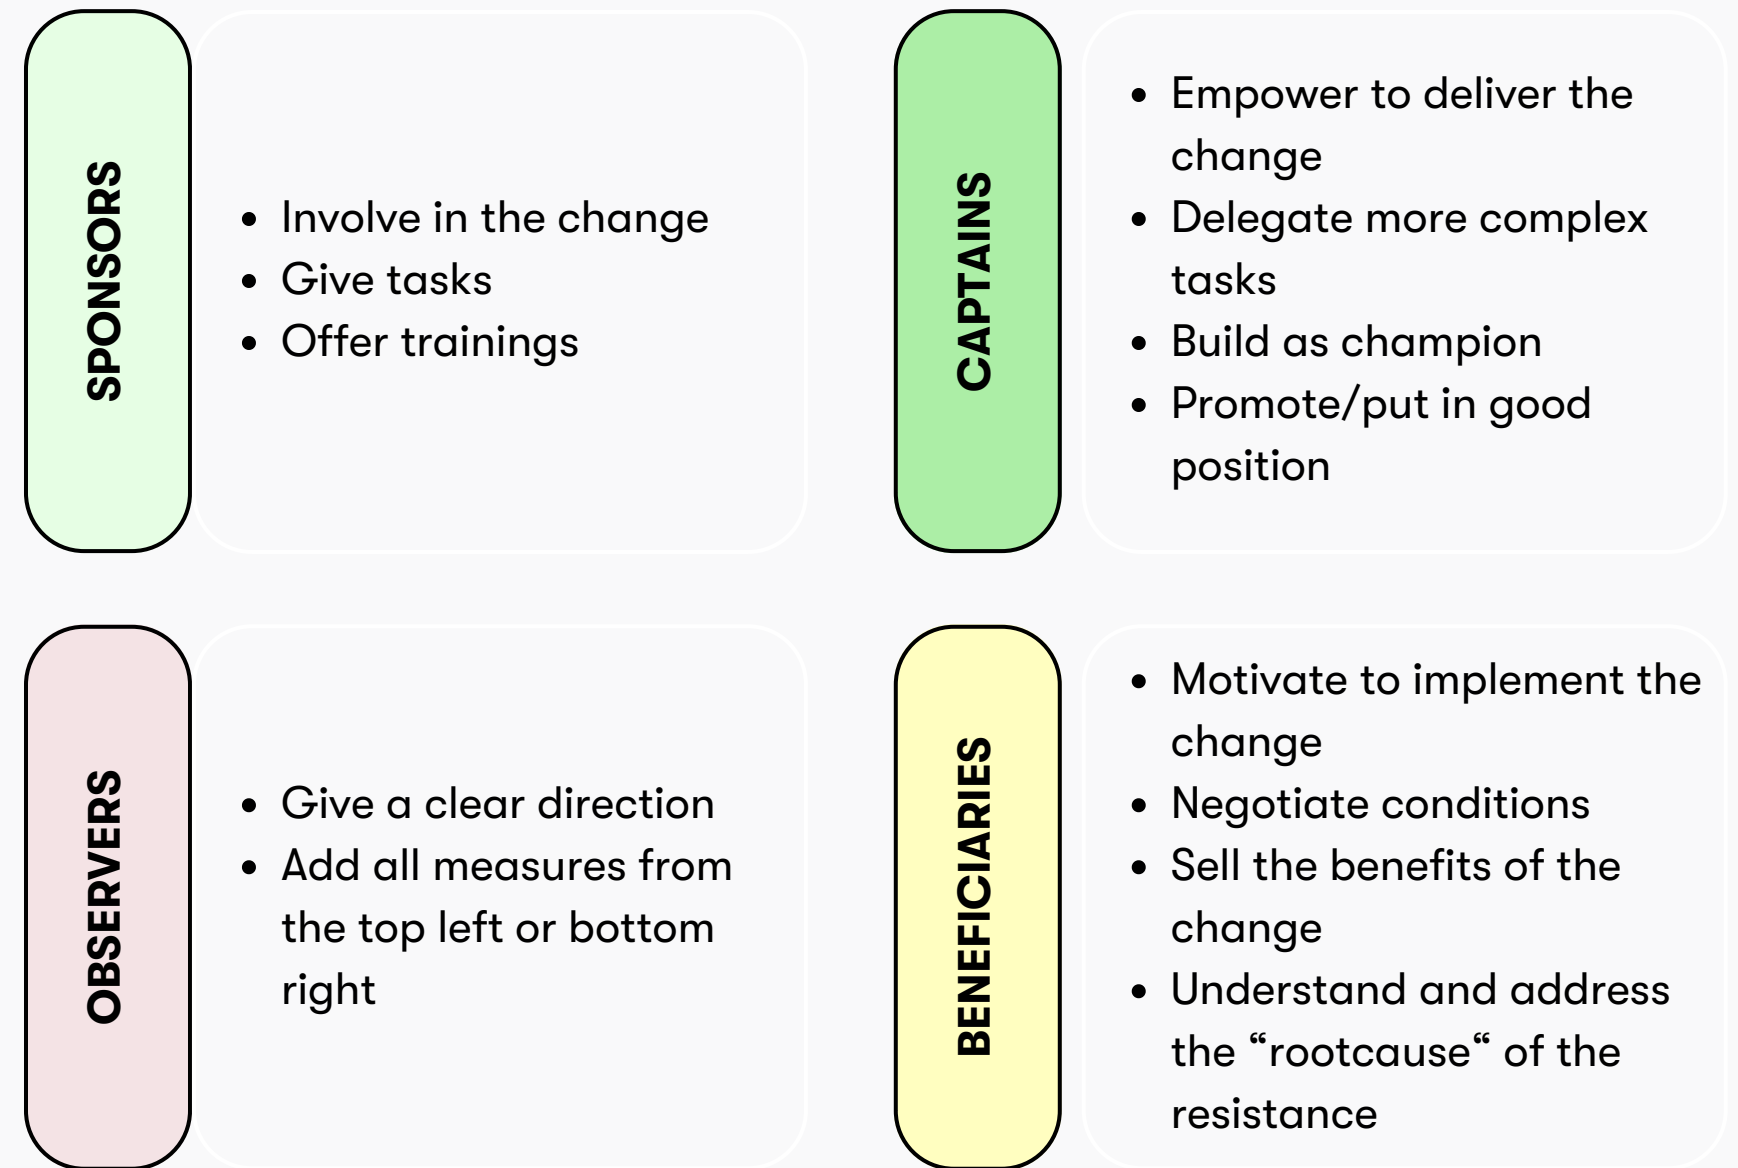 SPONSORS
• Involve in the change
• Give tasks
• Offer trainings
CAPTAINS
• Empower to deliver the
change
• Delegate more complex
tasks
• Build as champion
• Promote/put in good
position
OBSERVERS
• Give a clear direction
• Add all measures from
the top left or bottom
right
BENEFICIARIES
• Motivate to implement the
change
• Negotiate conditions
• Sell the benefits of the
change
• Understand and address
the “rootcause“ of the
resistance